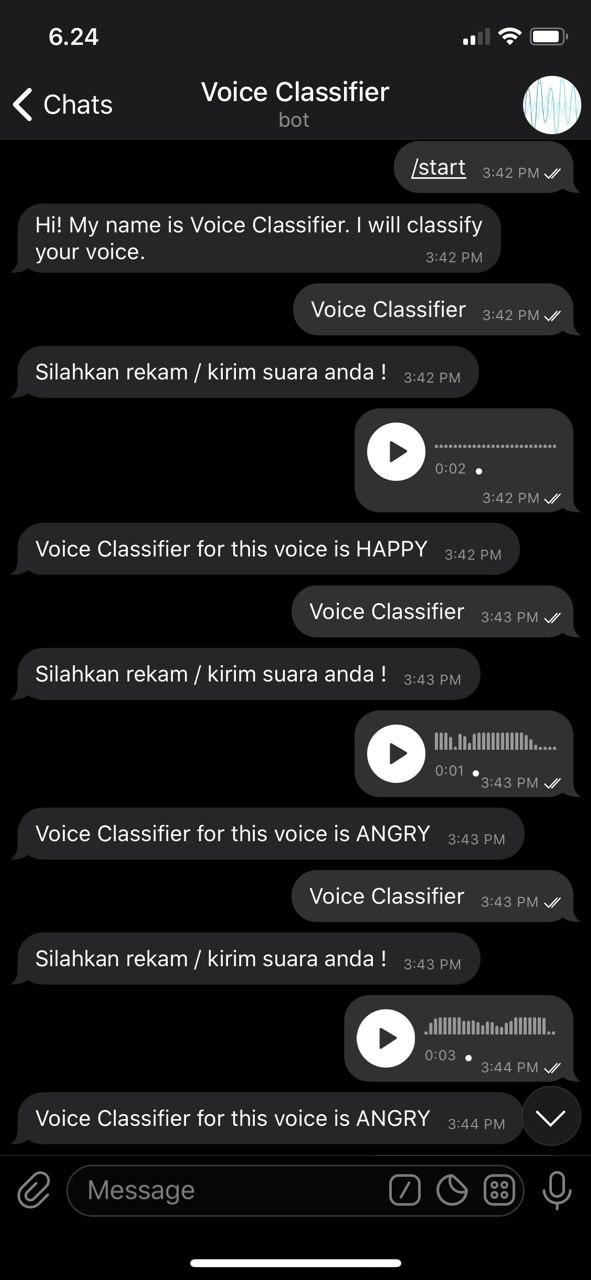 6.24
Chats
Voice Classifier
bot
/start 3:42 PM
Hi! My name is Voice Classifier. I will classify
your voice. 3:42 PM
Voice Classifier 3:42 PM
Silahkan rekam / kirim suara anda ! 3:42 PM
0:02
3:42 PM
Voice Classifier for this voice is HAPPY 3:42 PM
Voice Classifier 3:43 PM
Silahkan rekam / kirim suara anda ! 3:43 PM
0:01 3:43 PM
Voice Classifier for this voice is ANGRY 3:43 PM
Voice Classifier 3:43 PM
Silahkan rekam / kirim suara anda ! 3:43 PM
0:03 3:44 PM
Voice Classifier for this voice is ANGRY 3:44 PM
Message